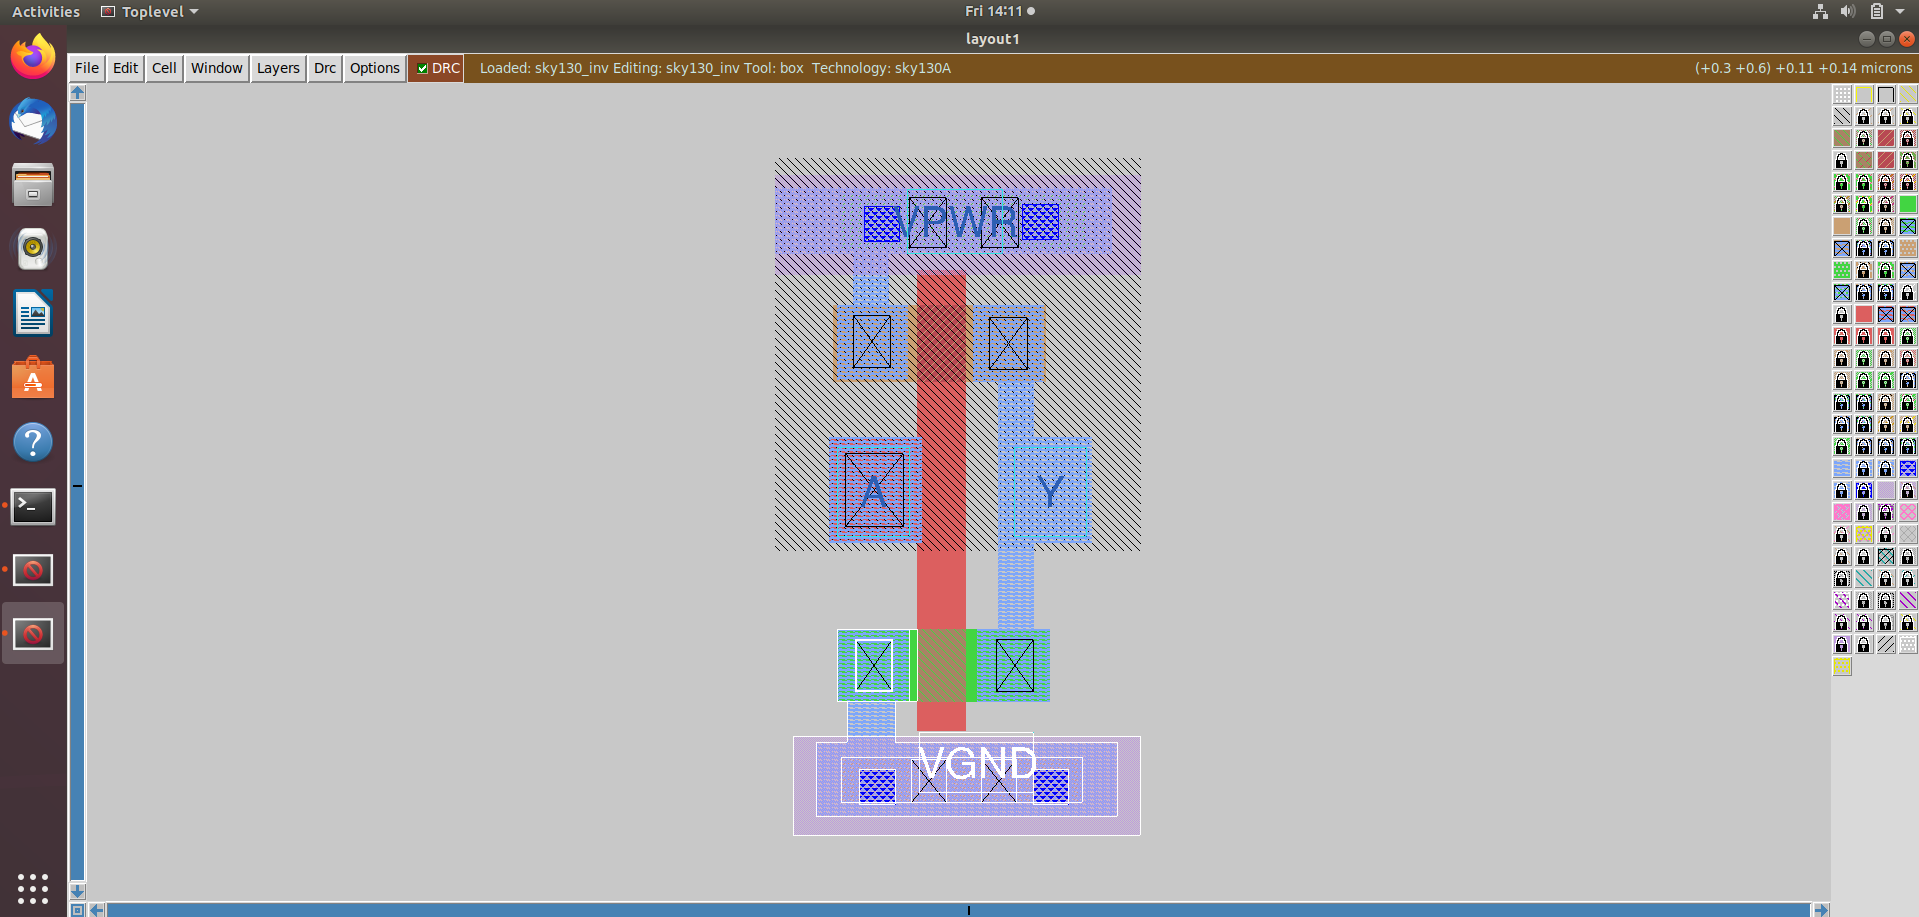 Activities Toplevel Fri 14:11
layout1
File Edit Cell Window Layers Drc Options DRC Loaded: sky130_inv Editing: sky130_inv Tool: box Technology: sky130A (+0.3 +0.6) +0.11 +0.14 microns
VPWR
A Y
VGND